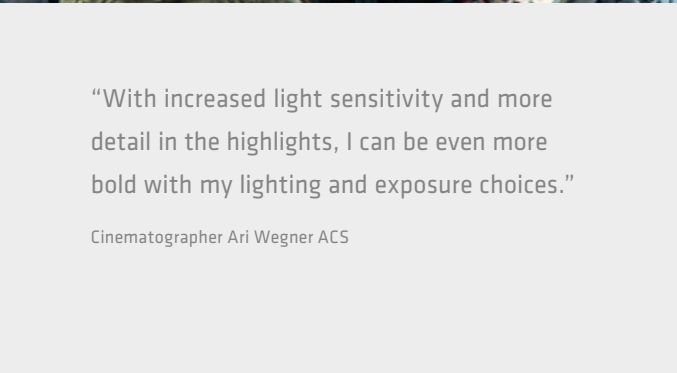 “With increased light sensitivity and more
detail in the highlights, I can be even more
bold with my lighting and exposure choices.”
Cinematographer Ari Wegner ACS